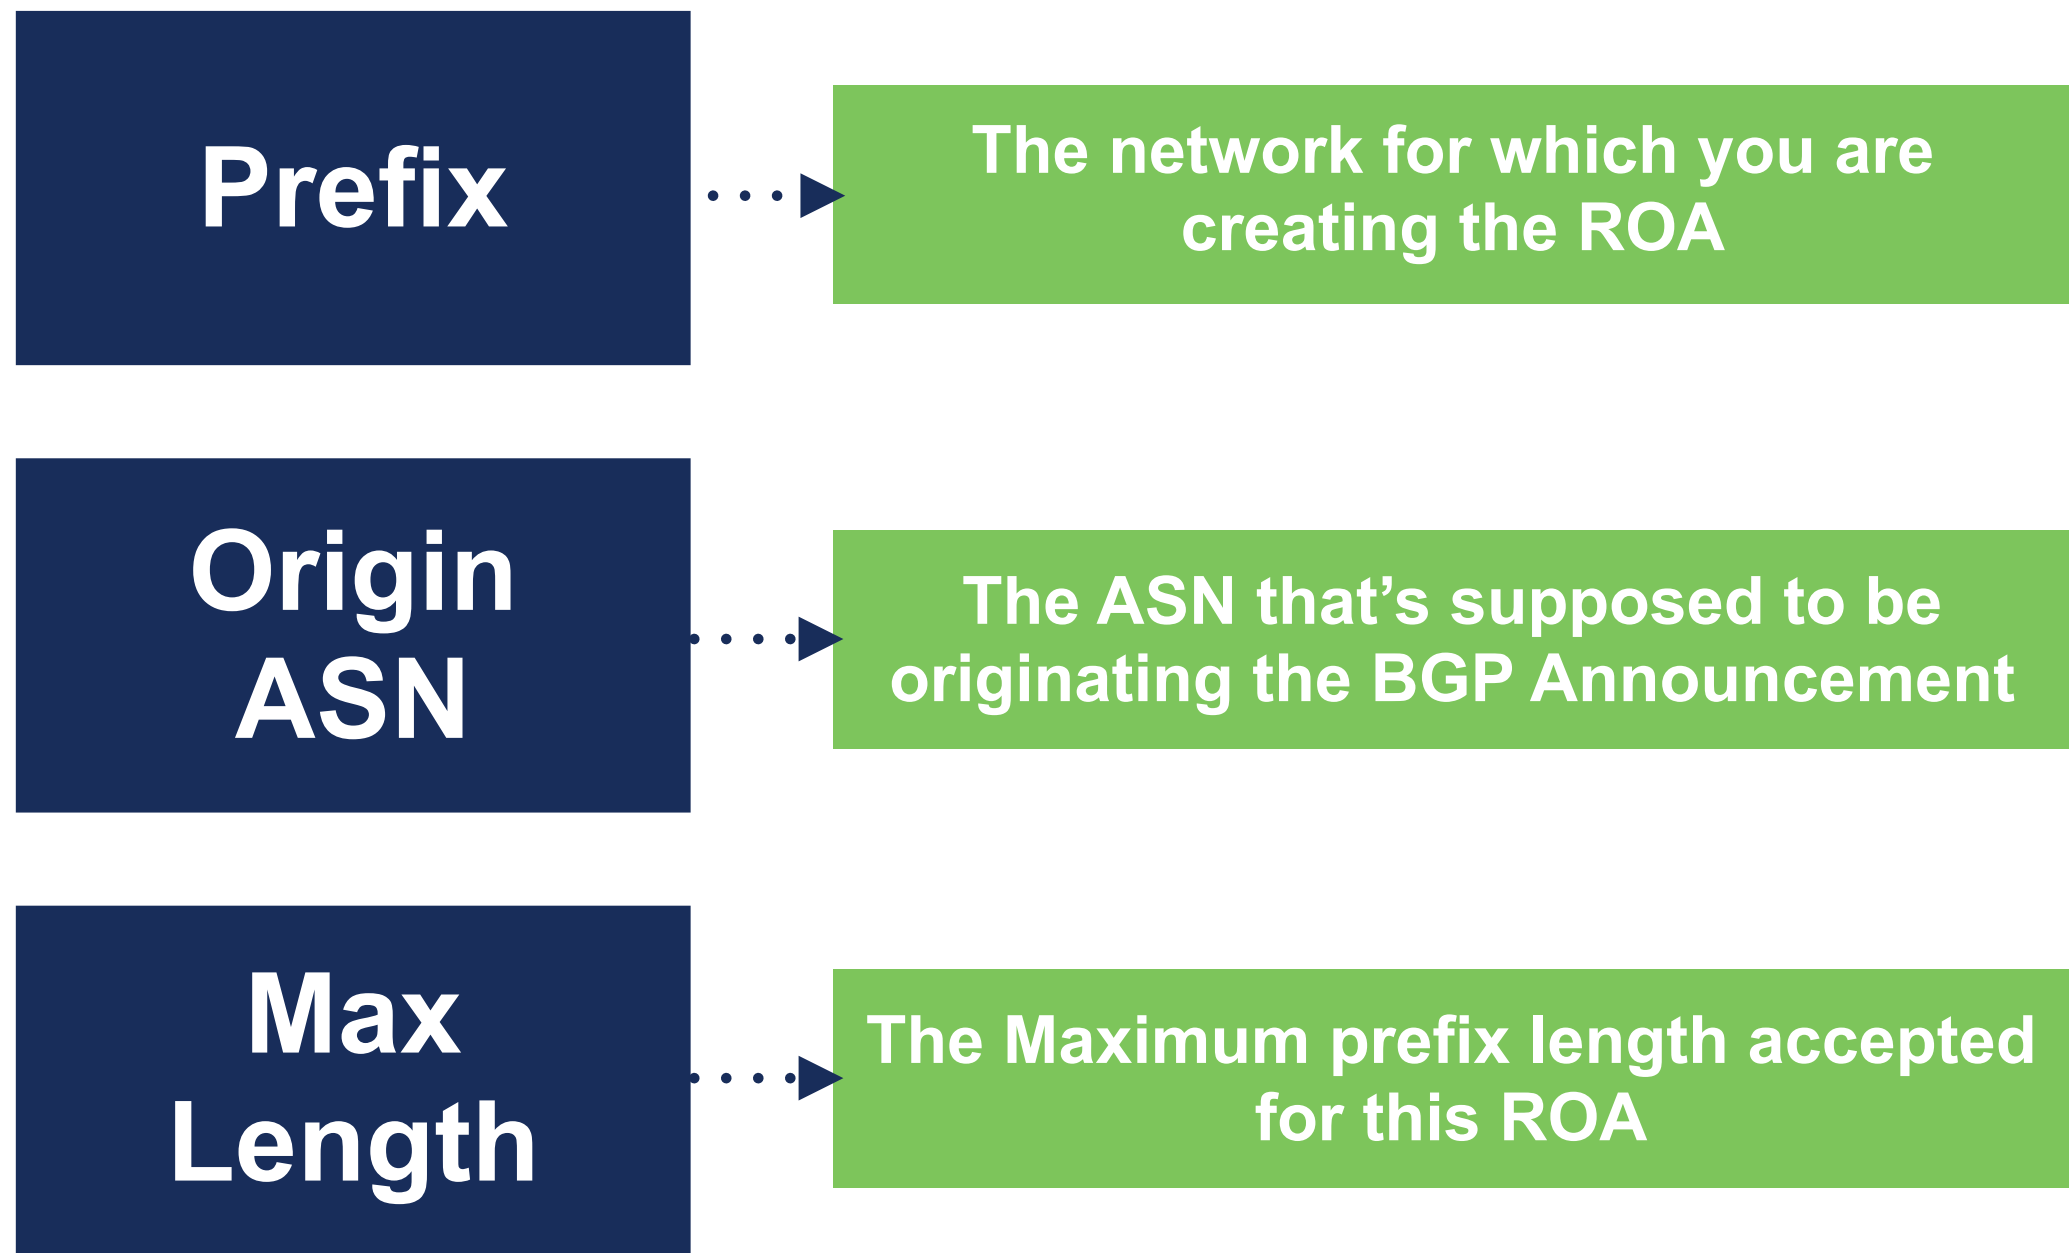 Prefix
The network for which you are
creating the ROA
Origin
ASN
The ASN that’s supposed to be
originating the BGP Announcement
Max
Length
The Maximum prefix length accepted
for this ROA